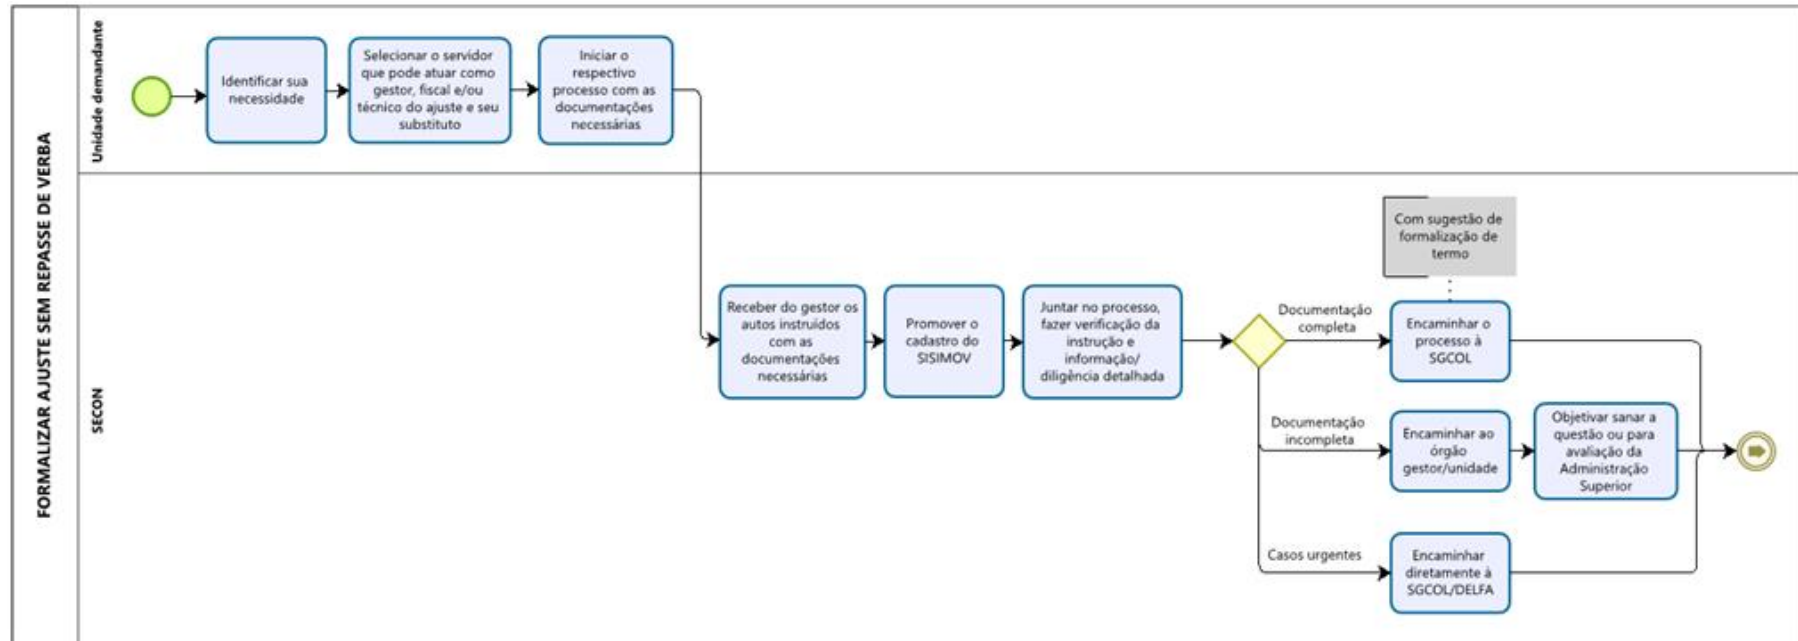 FORMALIZAR AJUSTE SEM REPASSE DE VERBA
Unidade demandante
Identificar sua
necessidade
Selecionar o servidor
que pode atuar como
gestor, fiscal e/ou
técnico do ajuste e seu
substituto
Iniciar o
respectivo
processo com as
documentações
necessárias
SECON
Receber do gestor os
autos instruídos
com as
documentações
necessárias
Promover o
cadastro do
SISIMOV
Juntar no processo,
fazer verificação da
instrução e
informação/
diligência detalhada
Documentação
completa
Com sugestão de
formalização de
termo
Encaminhar o
processo à
SGCOL
Documentação
incompleta
Encaminhar ao
órgão
gestor/unidade
Objetivar sanar a
questão ou para
avaliação da
Administração
Superior
Casos urgentes
Encaminhar
diretamente à
SGCOL/DELFA